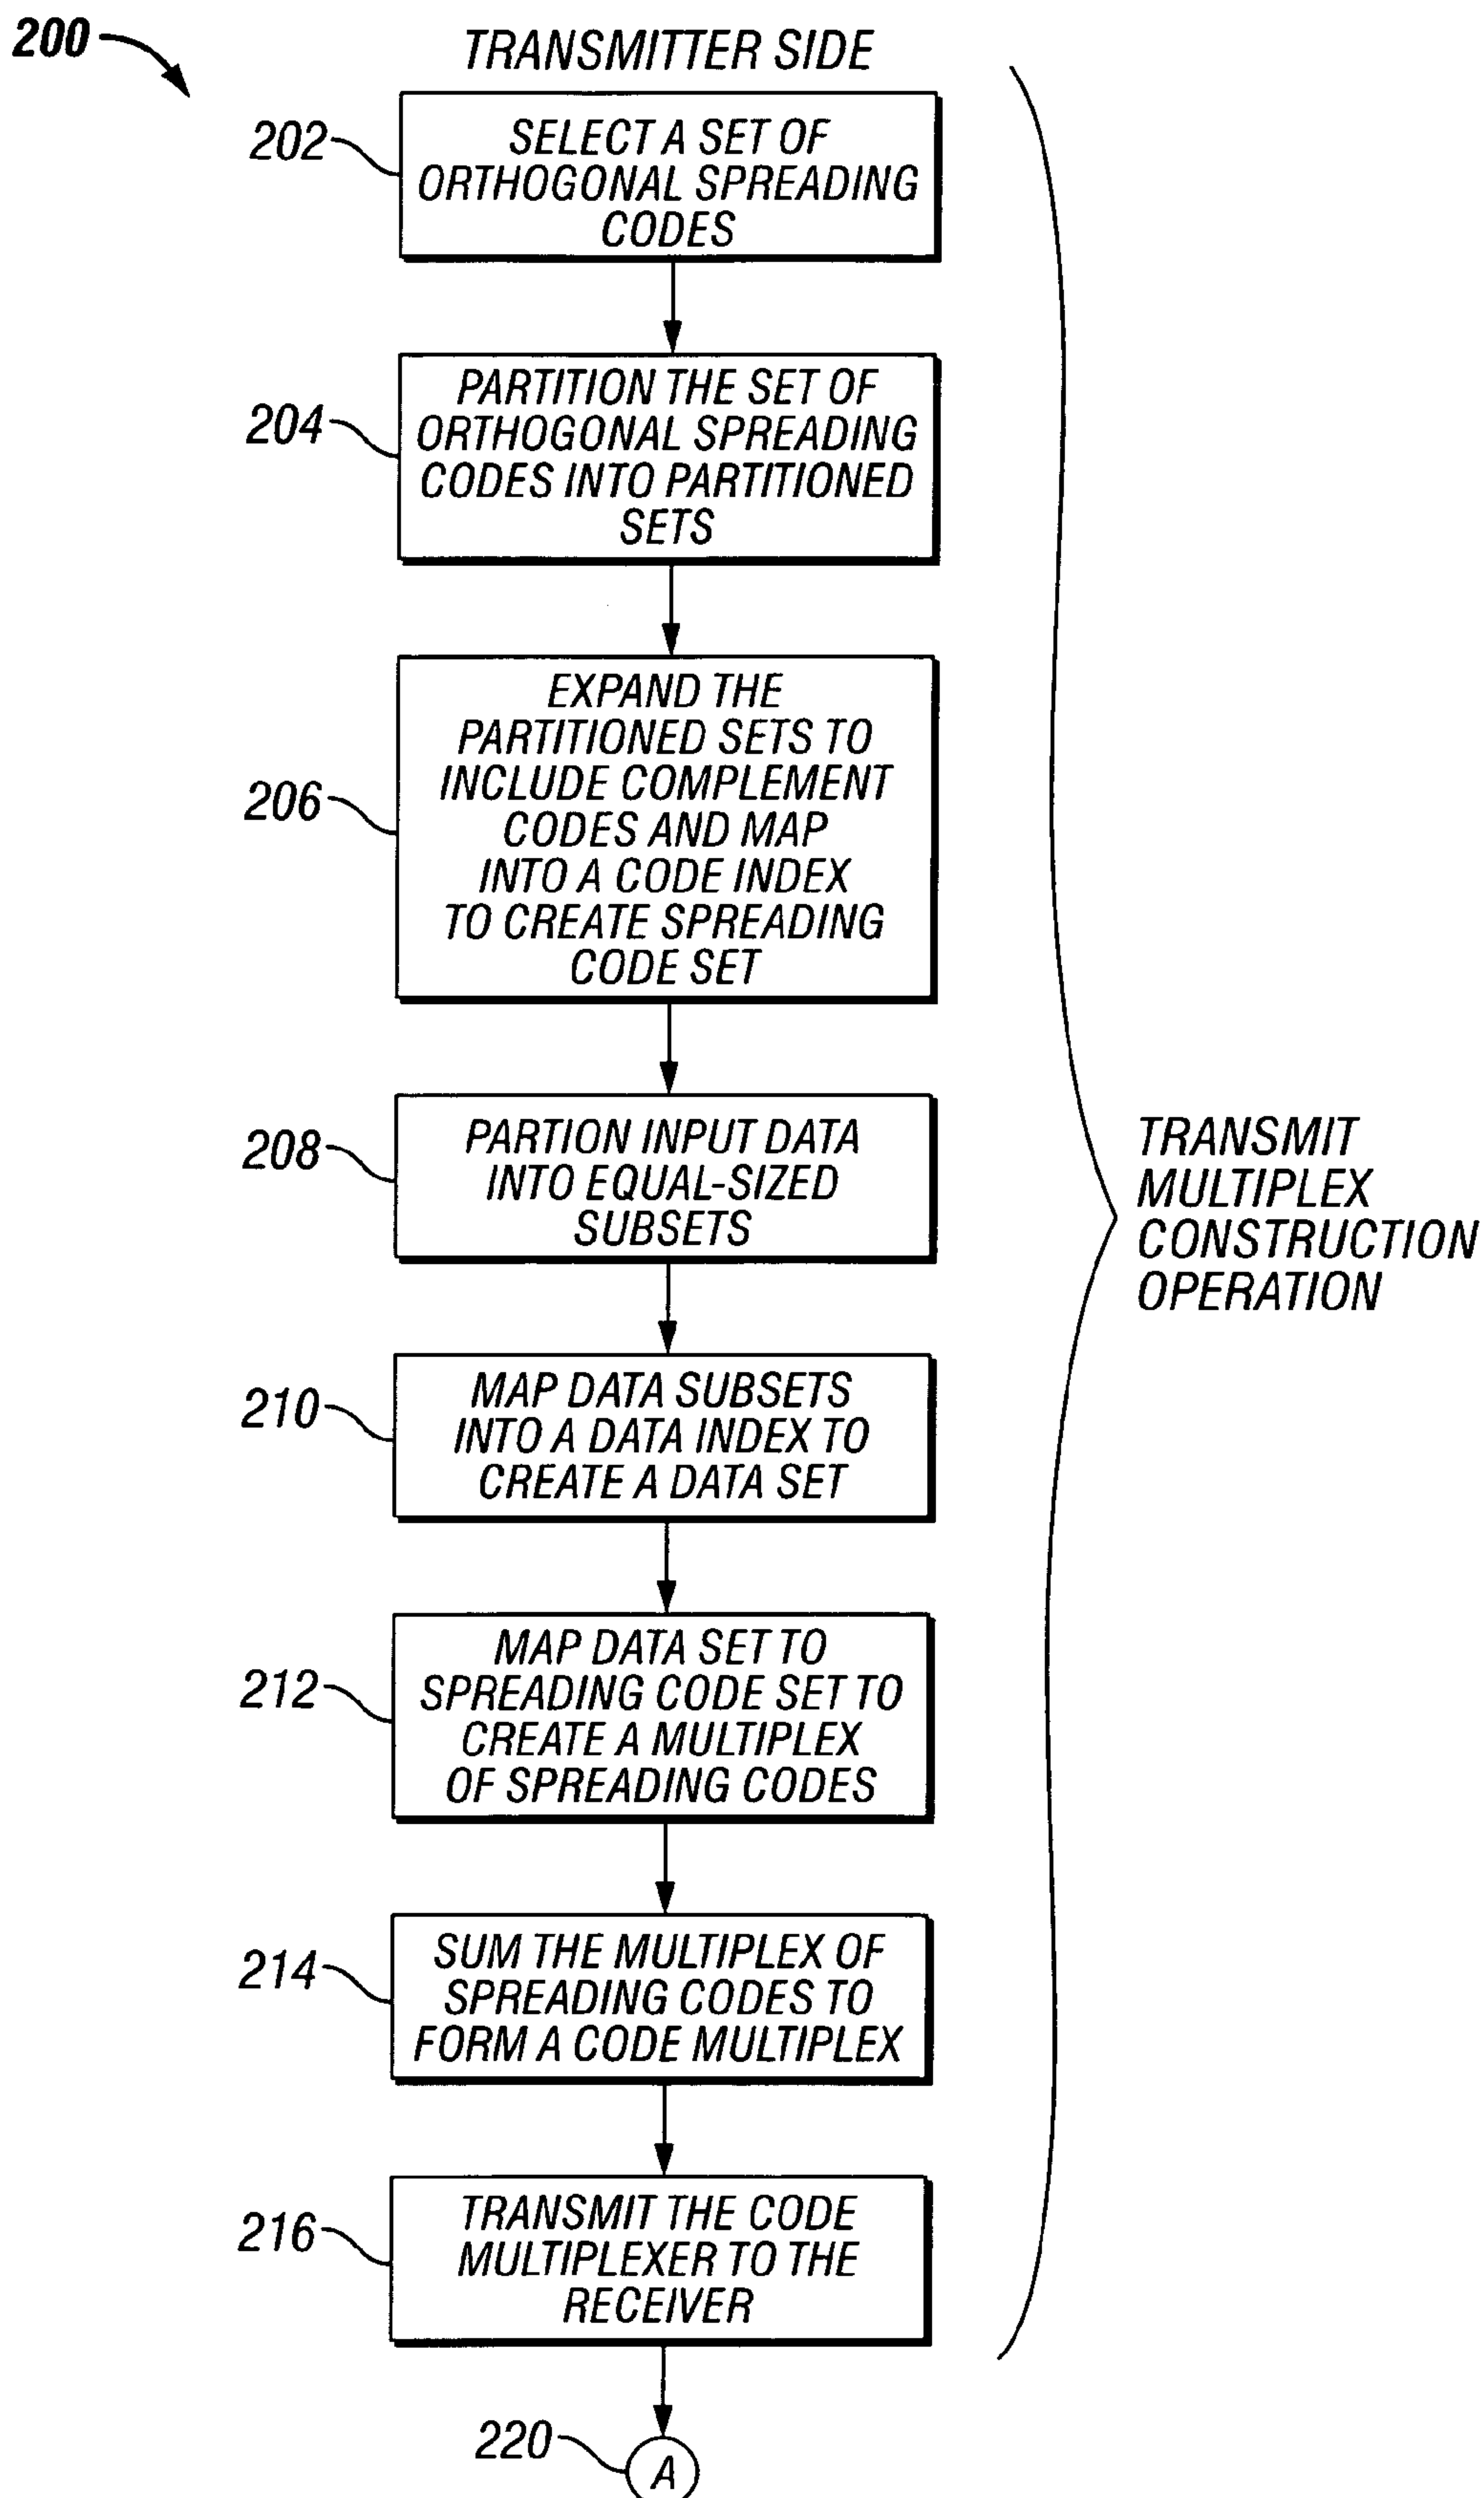 200
TRANSMITTER SIDE
202
SELECT A SET OF
ORTHOGONAL SPREADING
CODES
204
PARTITION THE SET OF
ORTHOGONAL SPREADING
CODES INTO PARTITIONED
SETS
206
EXPAND THE
PARTITIONED SETS TO
INCLUDE COMPLEMENT
CODES AND MAP
INTO A CODE INDEX
TO CREATE SPREADING
CODE SET
208
PARTION INPUT DATA
INTO EQUAL-SIZED
SUBSETS
TRANSMIT
MULTIPLEX
CONSTRUCTION
OPERATION
210
MAP DATA SUBSETS
INTO A DATA INDEX TO
CREATE A DATA SET
212
MAP DATA SET TO
SPREADING CODE SET TO
CREATE A MULTIPLEX
OF SPREADING CODES
214
SUM THE MULTIPLEX OF
SPREADING CODES TO
FORM A CODE MULTIPLEX
216
TRANSMIT THE CODE
MULTIPLEXER TO THE
RECEIVER
220
A